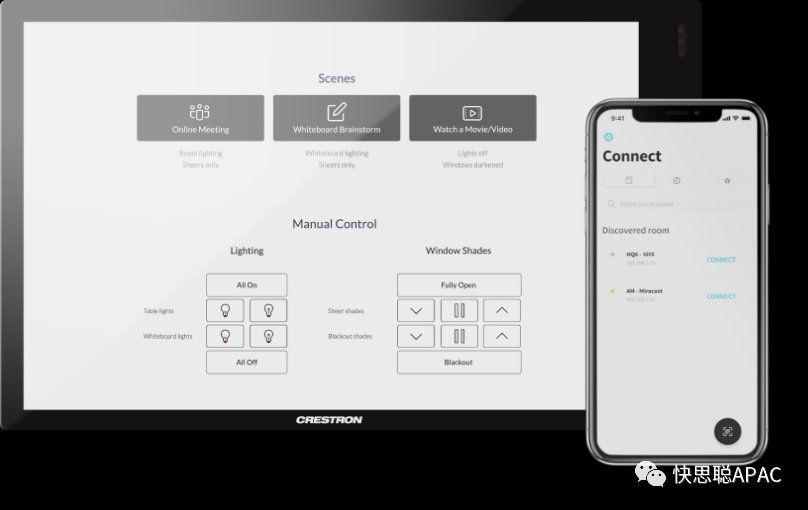 Scenes
Online Meeting
Room lighting
Sheers only
Whiteboard Brainstorm
Whiteboard lighting
Sheers only
Watch a Movie/Video
Lights off
Windows darkened
Manual Control
Lighting
All On
Table lights
Whiteboard lights
All Off
Window Shades
Fully Open
Sheer shades
Blackout shades
Blackout
CRESTRON
9:41
Connect
Enter room name
Discovered room
HQ6 - 1015
CONNECT
AM - Miracast
CONNECT
快思聪APAC